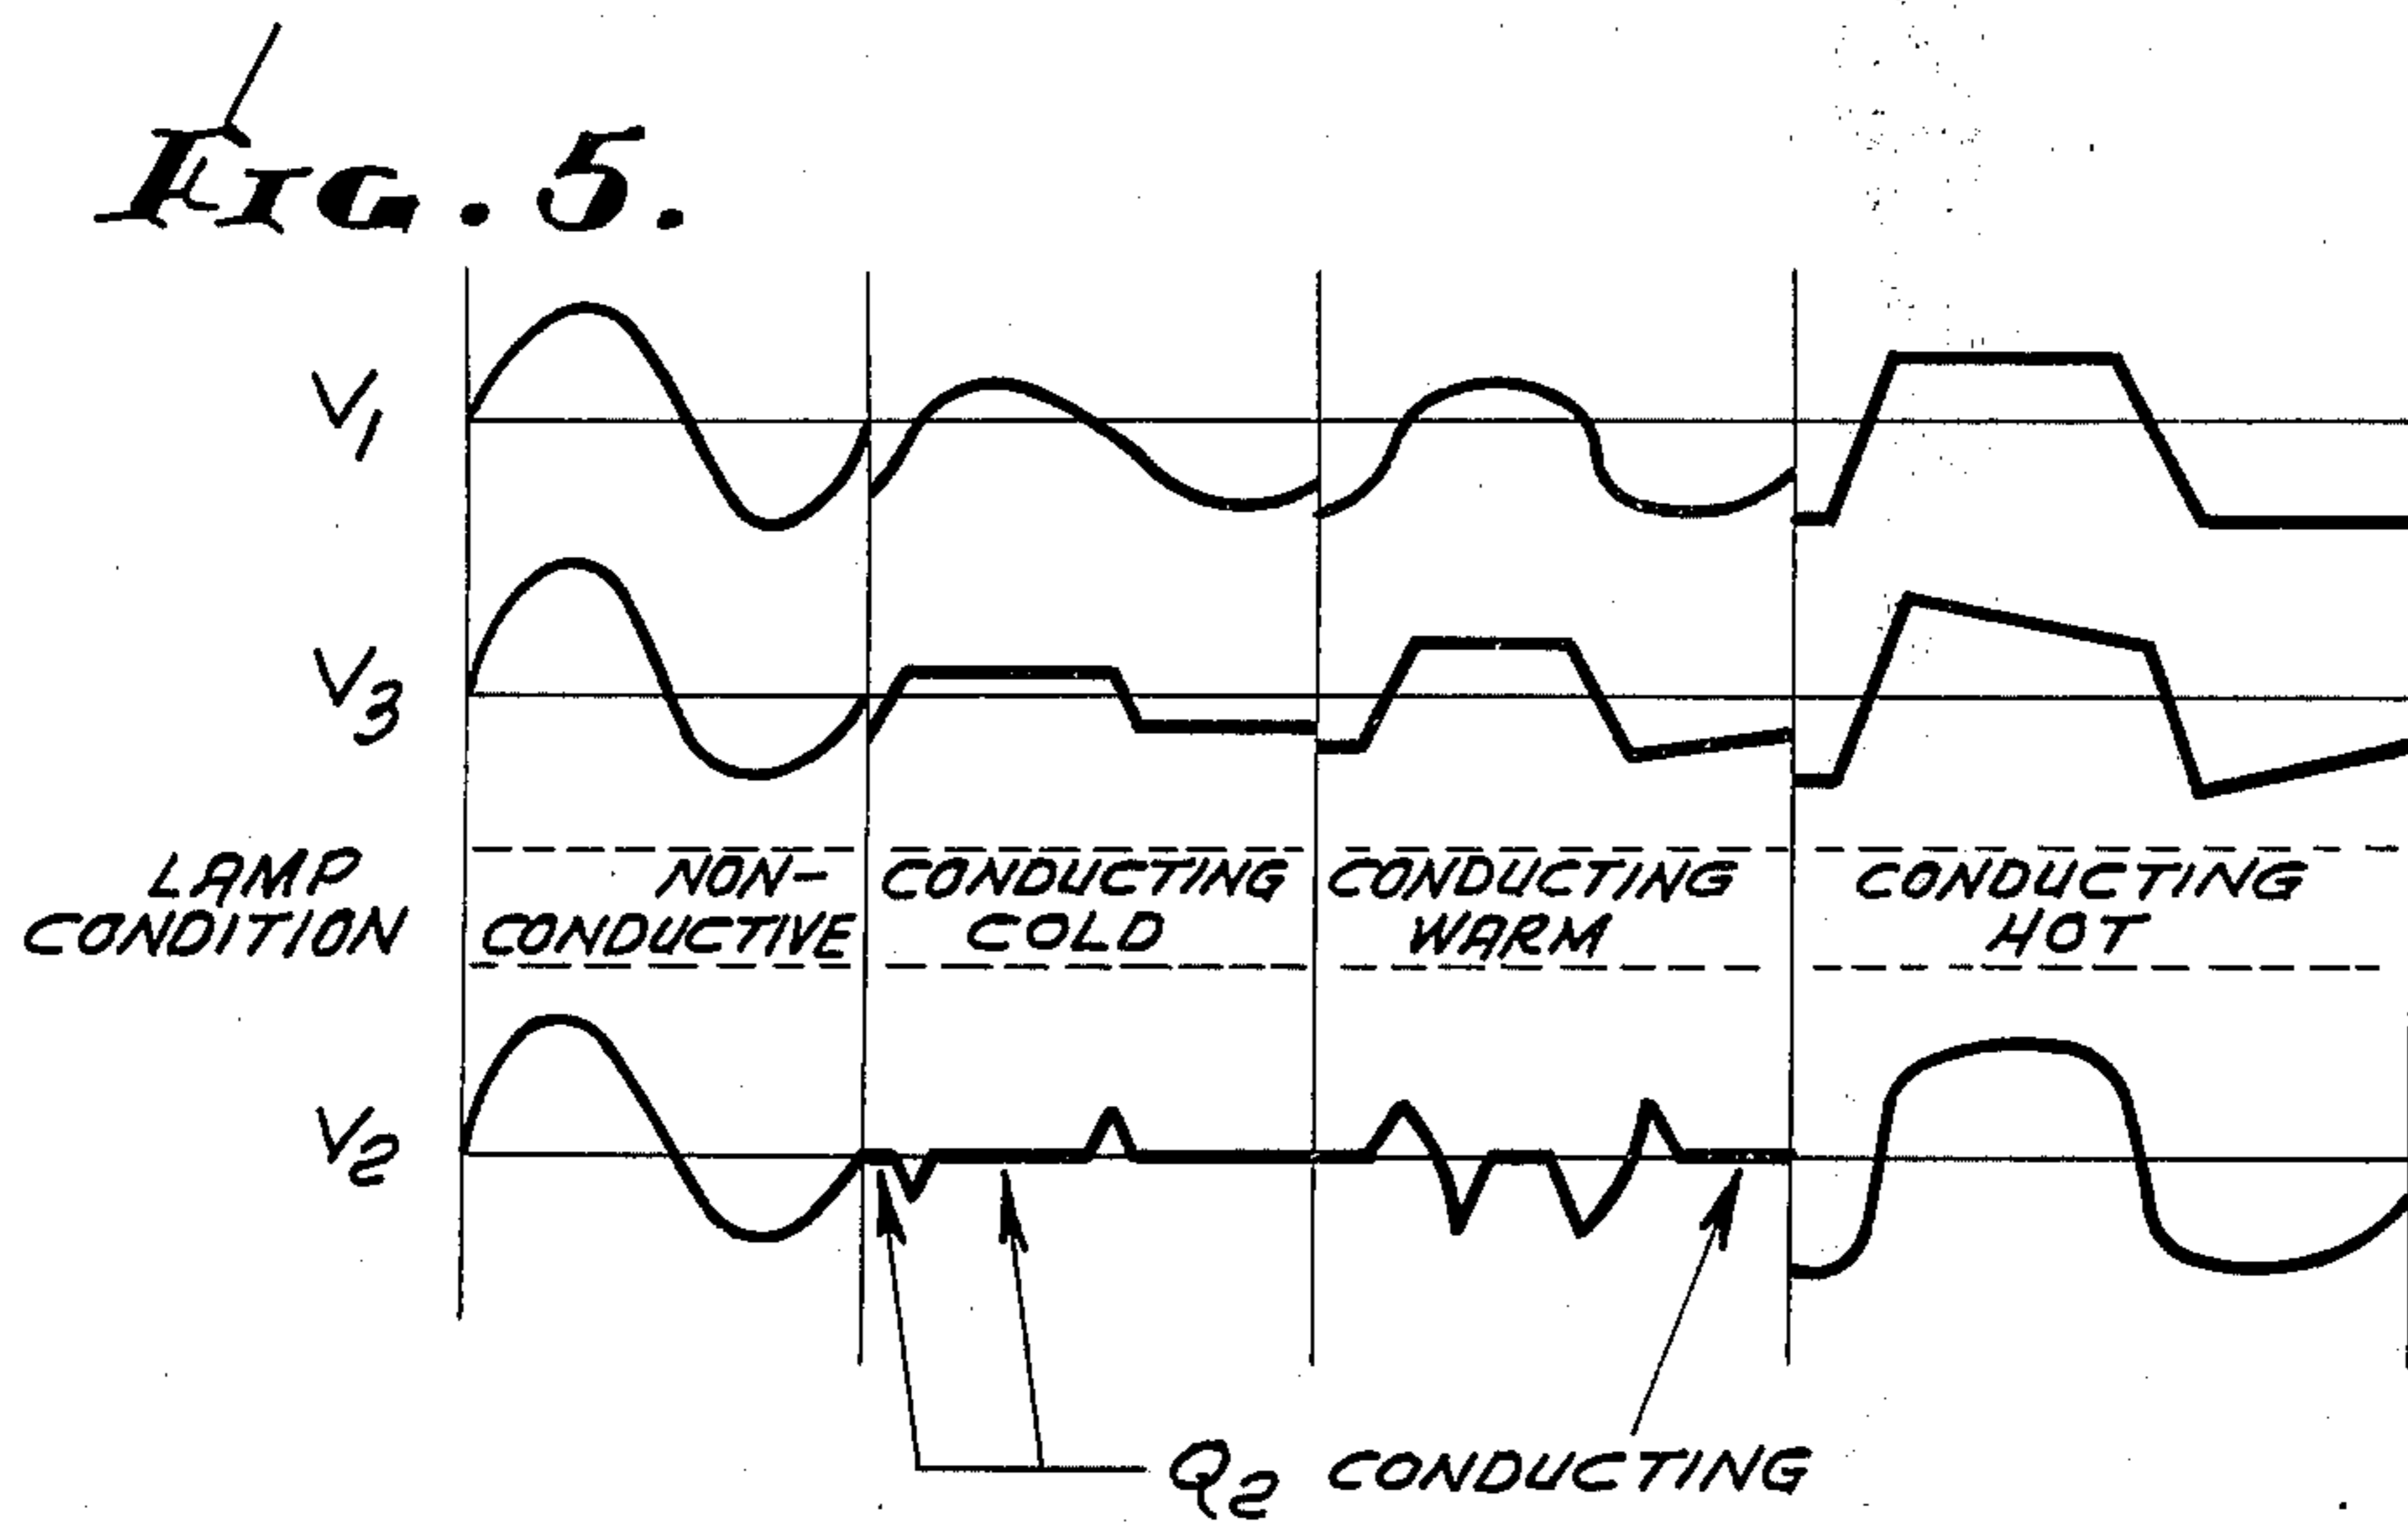 FIG. 5.
V1
V3
LAMP CONDITION
NON-CONDUCTIVE
CONDUCTING COLD
CONDUCTING WARM
CONDUCTING HOT
V2
Q2 CONDUCTING